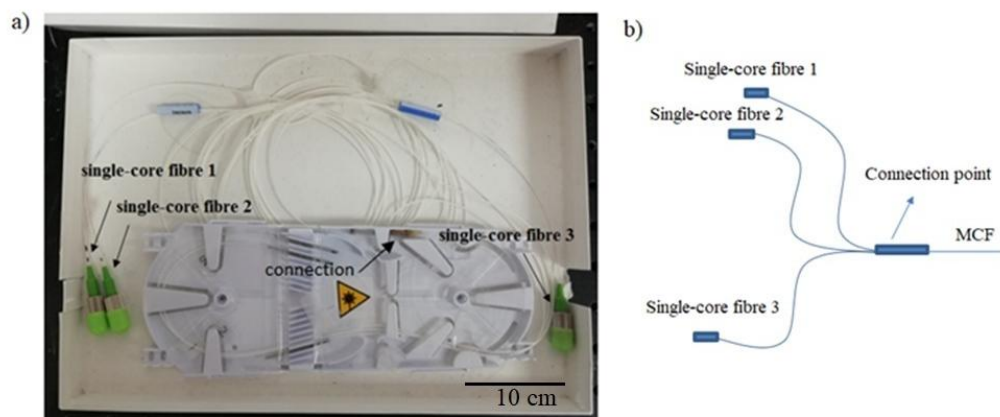 a)
single-core fibre 1
single-core fibre 2
single-core fibre 3
connection
10 cm
b)
Single-core fibre 1
Single-core fibre 2
Connection point
MCF
Single-core fibre 3